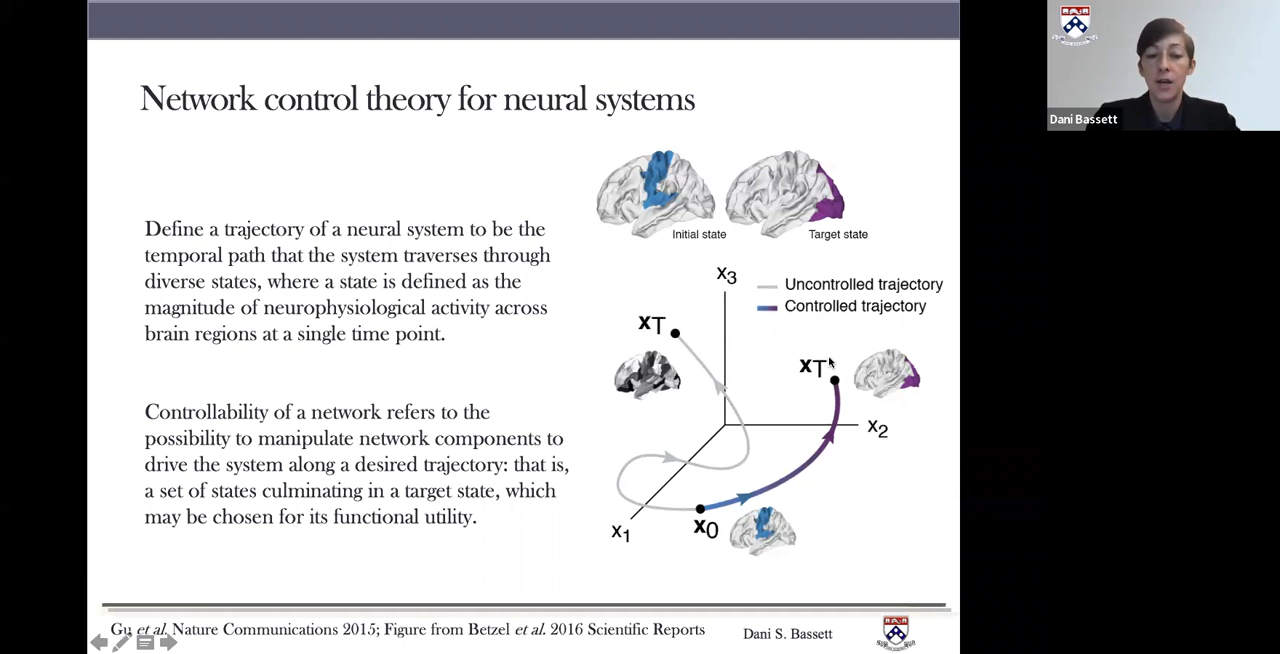 Network control theory for neural systems
Define a trajectory of a neural system to be the
temporal path that the system traverses through
diverse states, where a state is defined as the
magnitude of neurophysiological activity across
brain regions at a single time point.
Controllability of a network refers to the
possibility to manipulate network components to
drive the system along a desired trajectory: that is,
a set of states culminating in a target state, which
may be chosen for its functional utility.
Initial state
Target state
x3
Uncontrolled trajectory
Controlled trajectory
xT
xT
x2
x1
x0
Gu et al. Nature Communications 2015; Figure from Betzel et al. 2016 Scientific Reports
Dani S. Bassett
Dani Bassett